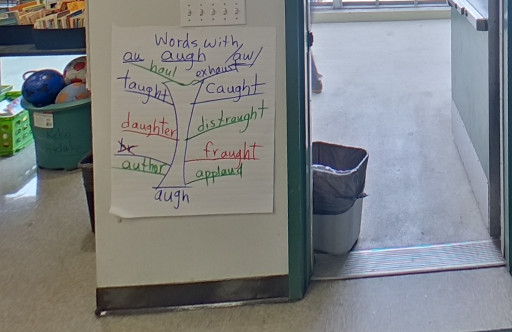 Words with
au augh /aw/
haul exhaust
taught caught
daughter distraught
br fraught
author applaud
augh